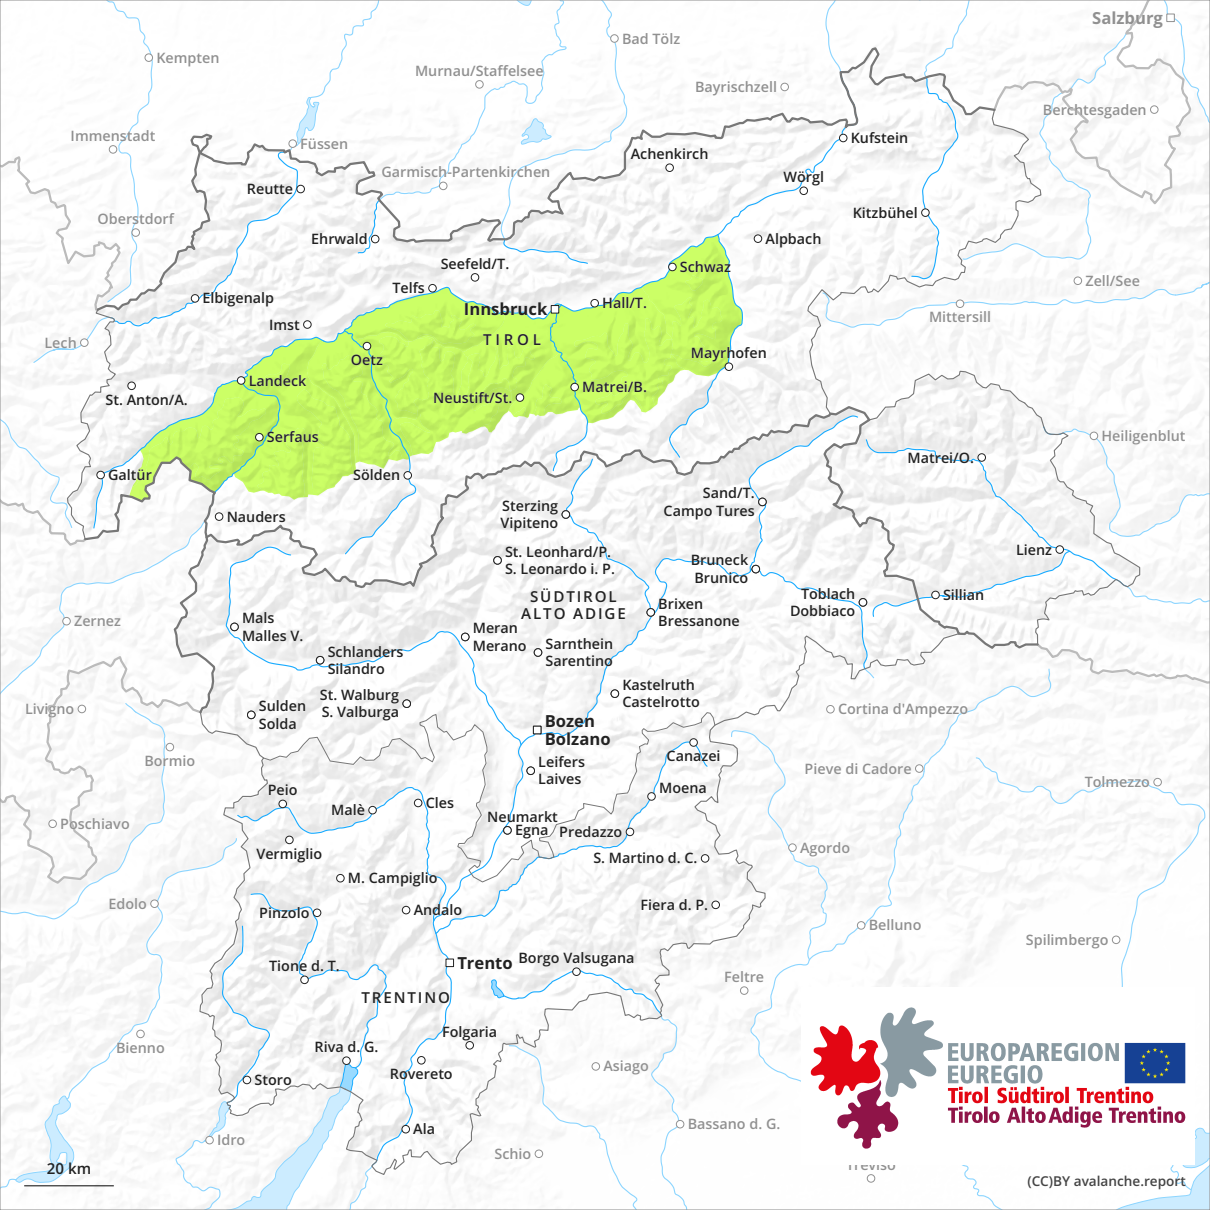 Salzburg
Bad Tölz
Kempten
Murnau/Staffelsee
Bayrischzell
Berchtesgaden
Immenstadt
Füssen
Kufstein
Achenkirch
Garmisch-Partenkirchen
Wörgl
Reutte
Oberstdorf
Kitzbühel
Ehrwald
Alpbach
Seefeld/T.
Schwaz
Zell/See
Telfs
Elbigenalp
Hall/T.
Innsbruck
Mittersill
Imst
TIROL
Lech
Oetz
Mayrhofen
Landeck
Matrei/B.
St. Anton/A.
Neustift/St.
Serfaus
Heiligenblut
Matrei/O.
Galtür
Sölden
Sand/T.
Campo Tures
Sterzing
Vipiteno
Nauders
Lienz
St. Leonhard/P.
S. Leonardo i. P.
Bruneck
Brunico
SÜDTIROL
ALTO ADIGE
Toblach
Dobbiaco
Sillian
Brixen
Bressanone
Zernez
Mals
Malles V.
Meran
Merano
Sarnthein
Sarentino
Schlanders
Silandro
Kastelruth
Castelrotto
St. Walburg
S. Valburga
Livigno
Sulden
Solda
Cortina d'Ampezzo
Bozen
Bolzano
Canazei
Bormio
Leifers
Laives
Pieve di Cadore
Tolmezzo
Peio
Moena
Malè
Cles
Neumarkt
Egna
Predazzo
Poschiavo
Vermiglio
Agordo
S. Martino d. C.
M. Campiglio
Edolo
Pinzolo
Andalo
Fiera d. P.
Belluno
Spilimbergo
Trento
Borgo Valsugana
Tione d. T.
Feltre
TRENTINO
Folgaria
Bienno
Riva d. G.
Rovereto
Asiago
Storo
EUROPAREGION
EUREGIO
Tirol Südtirol Trentino
Tirolo Alto Adige Trentino
Ala
Bassano d. G.
Idro
Schio
Treviso
20 km
(CC)BY avalanche.report